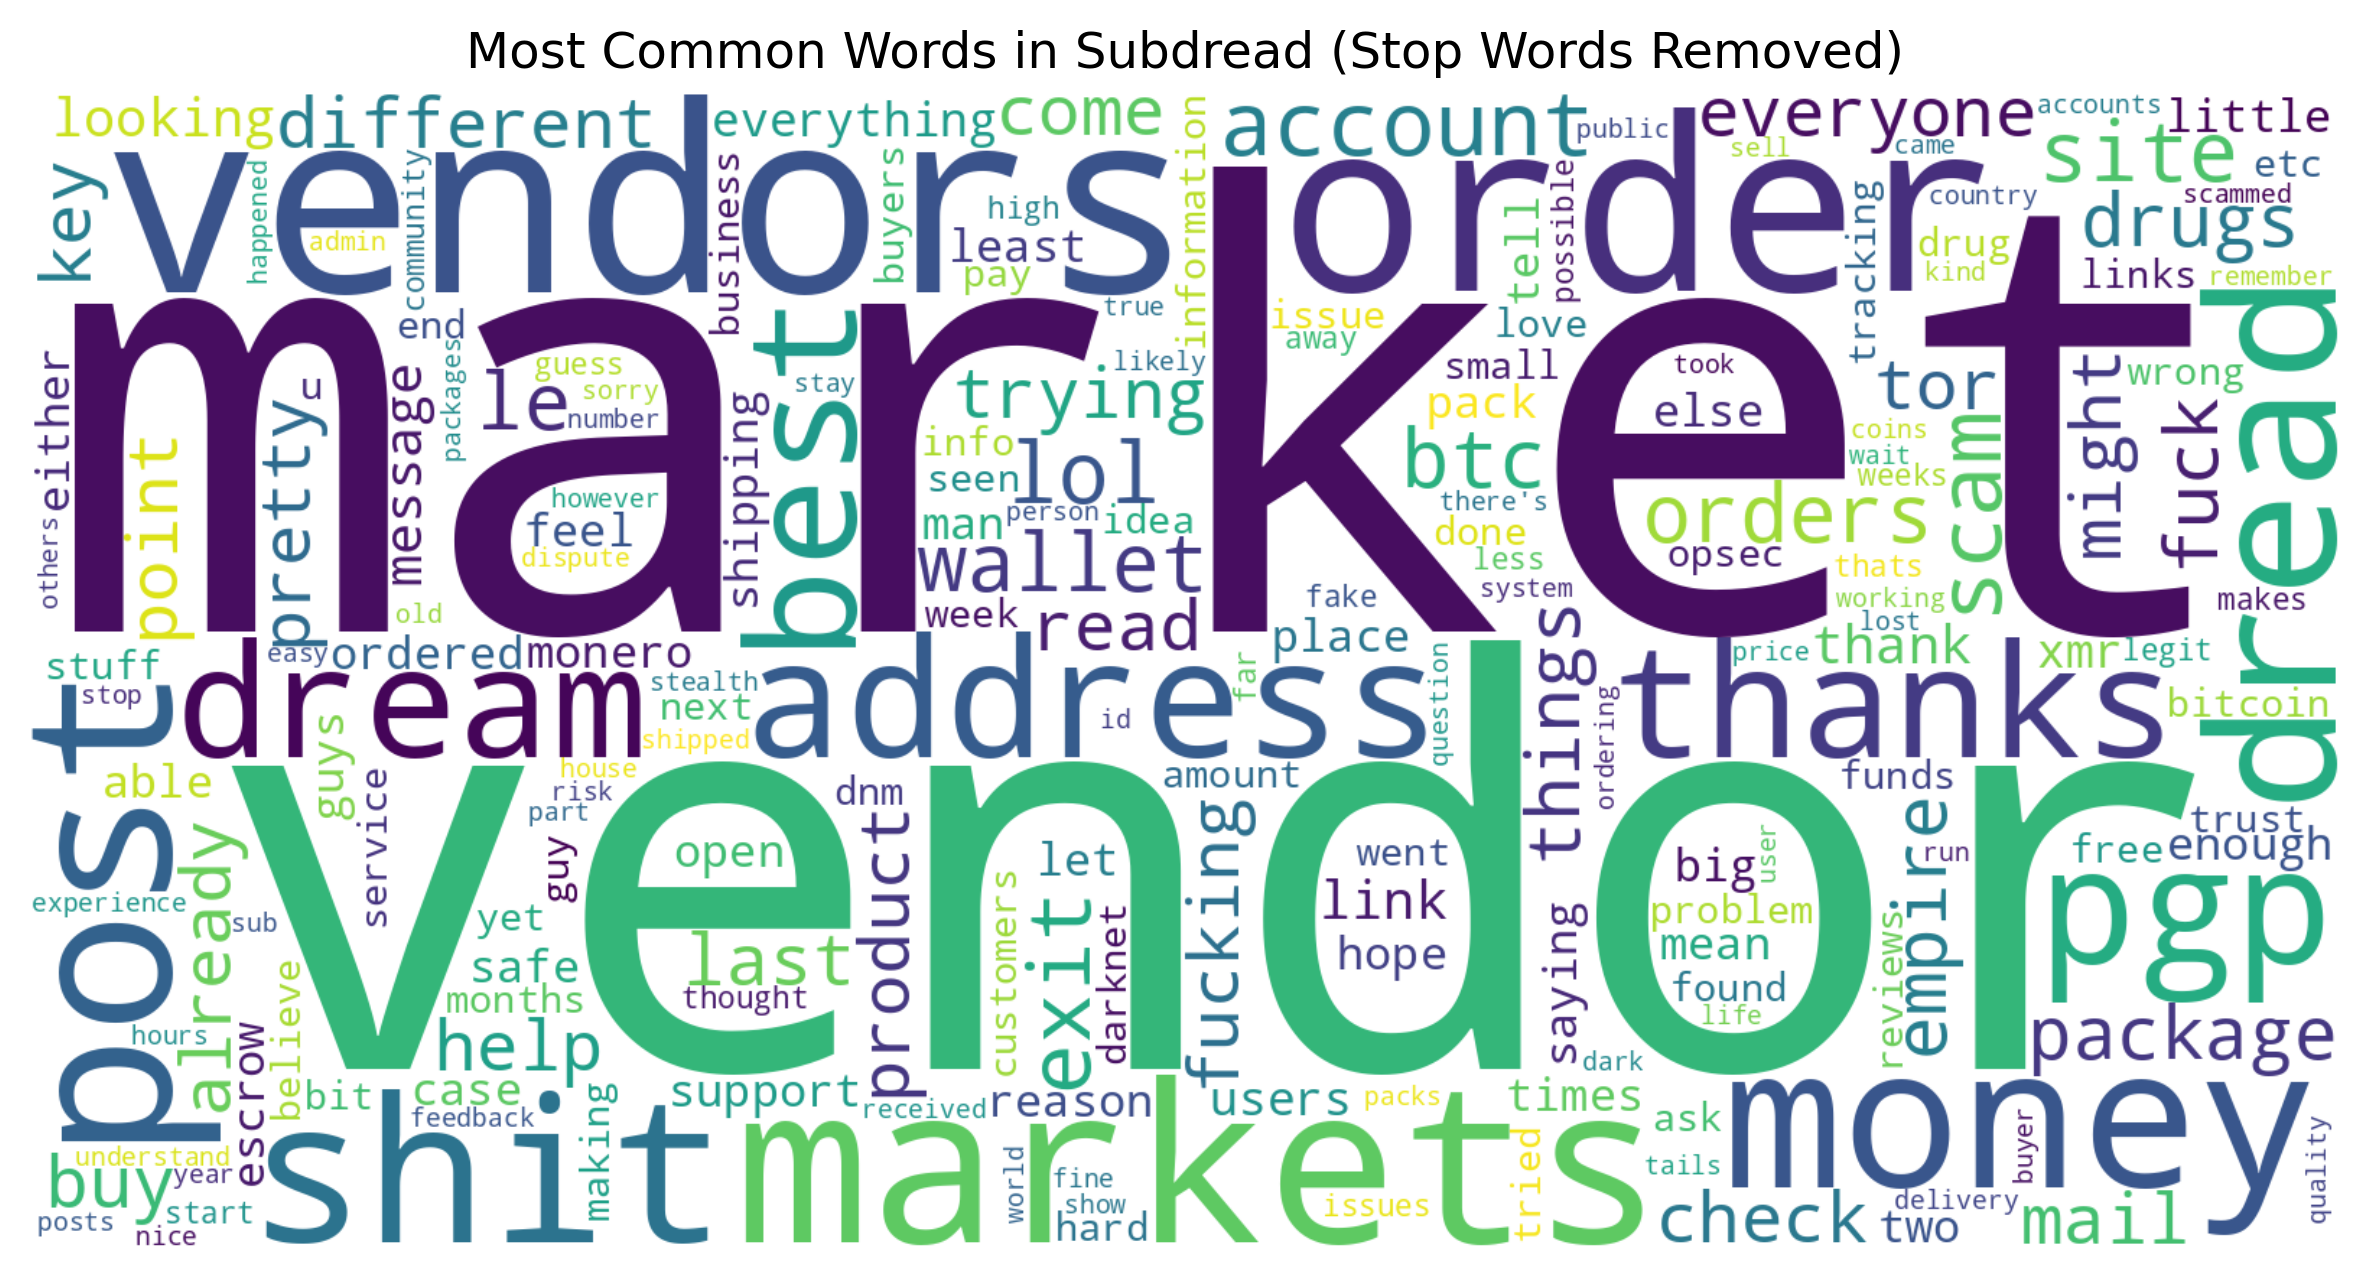 Most Common Words in Subdread (Stop Words Removed)
looking
different
everything
come
account
public
everyone
accounts
little
key
happened
vendors
admin
community
business
buyers
high
least
pay
information
order
tell
possible
sell
came
tracking
country
site
etc
scammed
drugs
drug
kind
links
remember
market
end
true
issue
away
love
dread
either
others
point
pretty
u
message
packages
le
guess
sorry
number
however
feel
dispute
old
shipping
best
stay
likely
trying
info
seen
lol
man
person
idea
wallet
week
read
small
pack
btc
there's
done
less
system
fake
place
took
else
orders
opsec
tor
coins
wait
weeks
scam
thats
working
lost
might
wrong
fuck
makes
stuff
stop
easy
ordered
monero
dream
stealth
next
shipped
address
id
far
question
things
ordering
thanks
price
thank
xmr
legit
bitcoin
post
able
guys
service
vendor
house
risk
part
guy
dnm
product
amount
fucking
funds
empire
run
trust
free
enough
pgp
experience
already
sub
yet
safe
months
help
open
last
thought
customers
let
exit
darknet
went
link
hope
saying
big
user
problem
mean
found
life
reviews
package
hours
escrow
believe
bit
case
feedback
making
support
received
reason
users
packs
times
dark
ask
money
understand
buy
year
start
posts
nice
shit
markets
world
fine
show
hard
issues
tried
tails
check
two
delivery
buyer
mail
quality